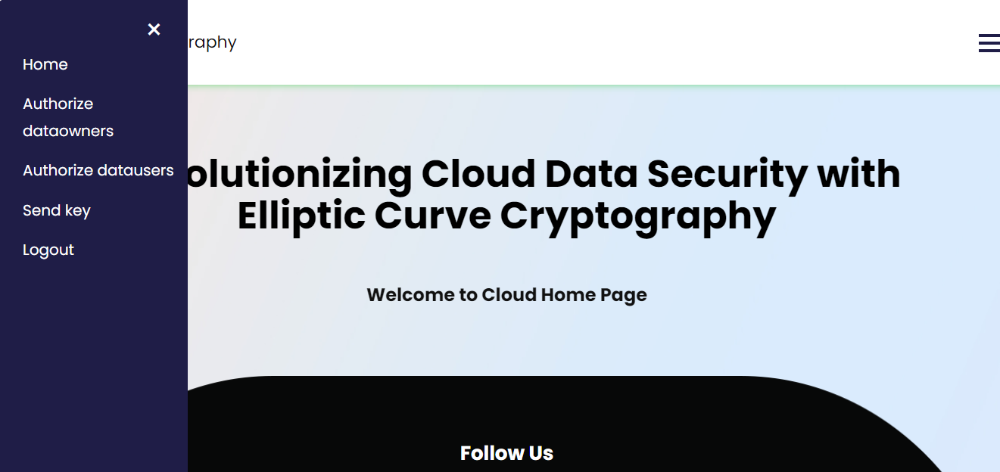 ×
Home
Authorize
dataowners
Authorize datausers
Send key
Logout
raphy
olutionizing Cloud Data Security with
Elliptic Curve Cryptography
Welcome to Cloud Home Page
Follow Us